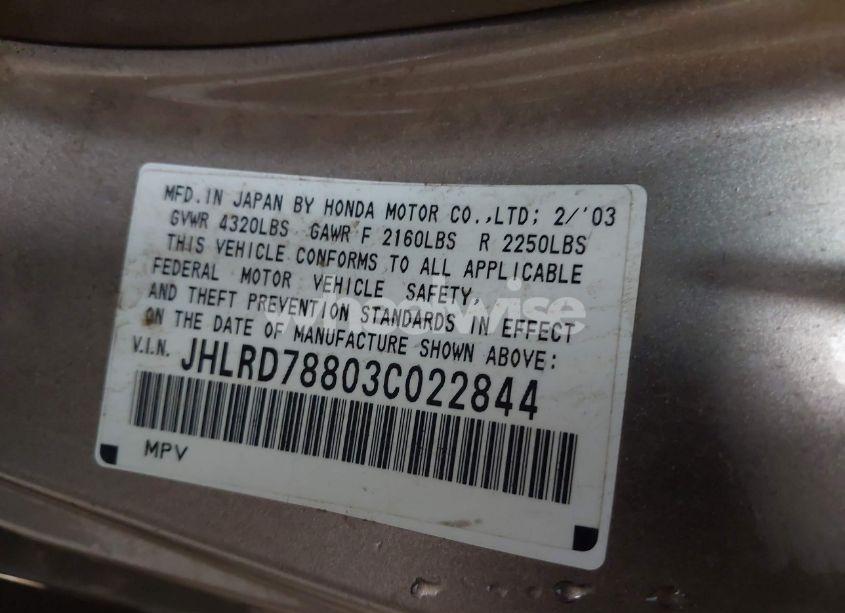 MFD.IN JAPAN BY HONDA MOTOR CO.,LTD: 2/'03
GVWR 4320LBS GAWR F 2160LBS R 2250LBS
THIS VEHICLE CONFORMS TO ALL APPLICABLE
FEDERAL MOTOR VEHICLE SAFETY,
AND THEFT PREVENTION STANDARDS IN EFFECT
ON THE DATE OF MANUFACTURE SHOWN ABOVE:
V.I.N. JHLRD78803C022844
MPV
wheelwise